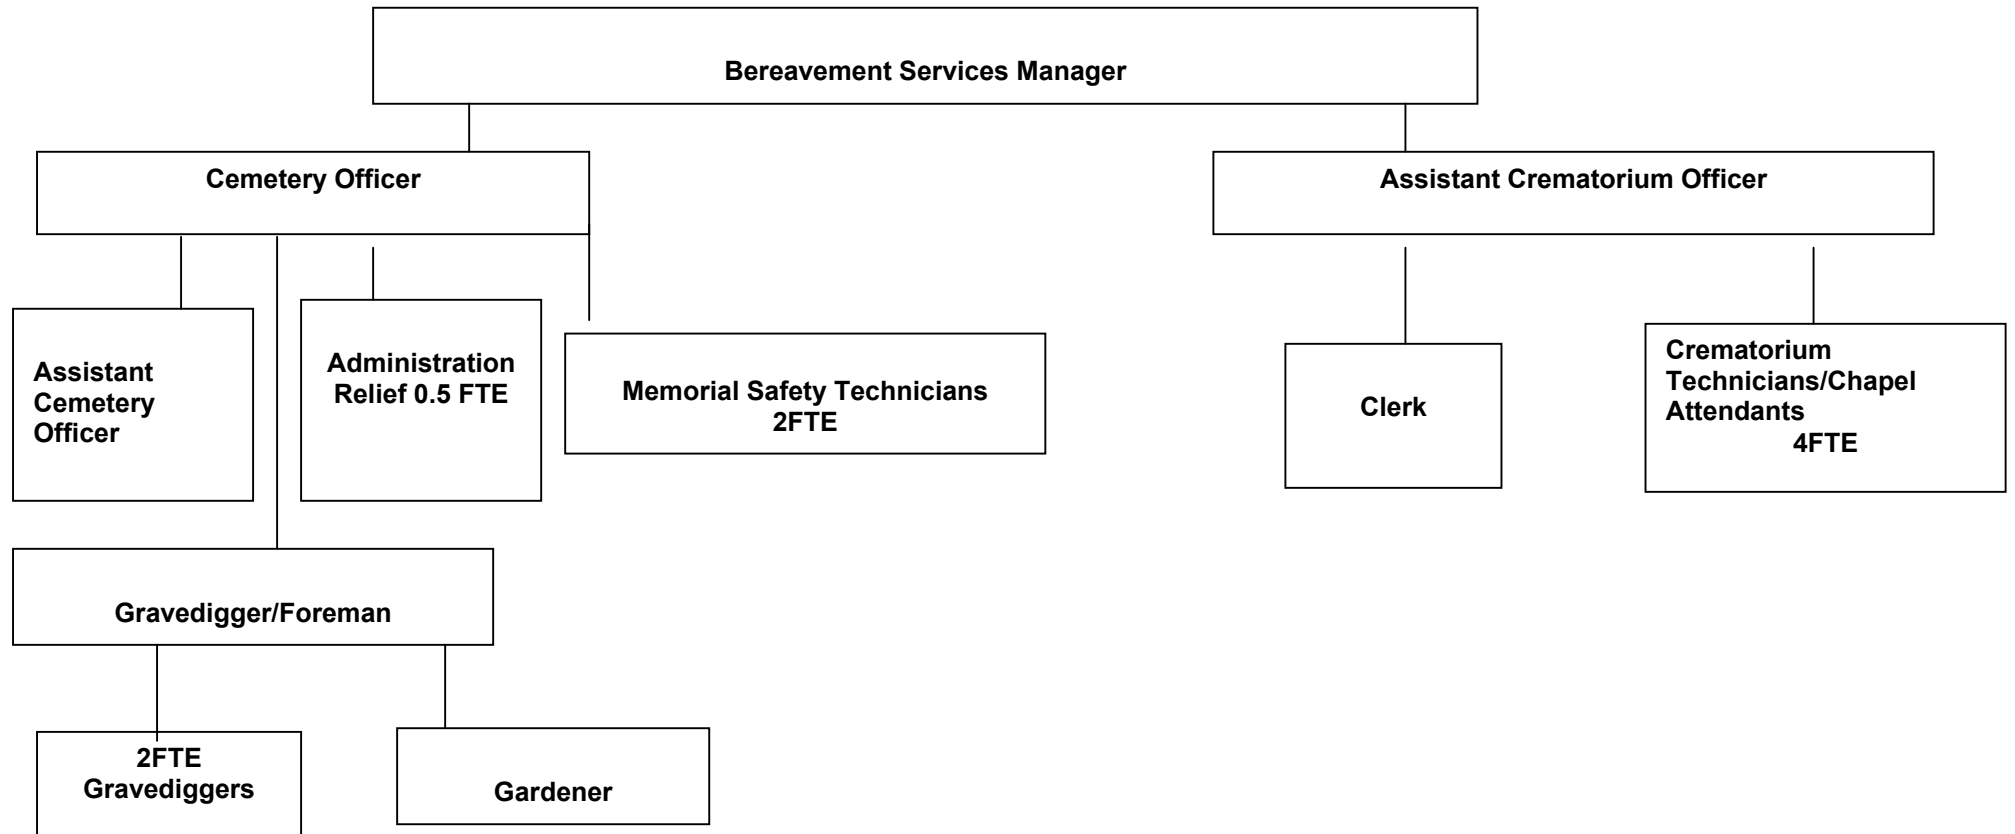 Bereavement Services Manager
Cemetery Officer
Assistant Crematorium Officer
Assistant
Cemetery
Officer
Administration
Relief 0.5 FTE
Memorial Safety Technicians
2FTE
Clerk
Crematorium
Technicians/Chapel
Attendants
4FTE
Gravedigger/Foreman
2FTE
Gravediggers
Gardener